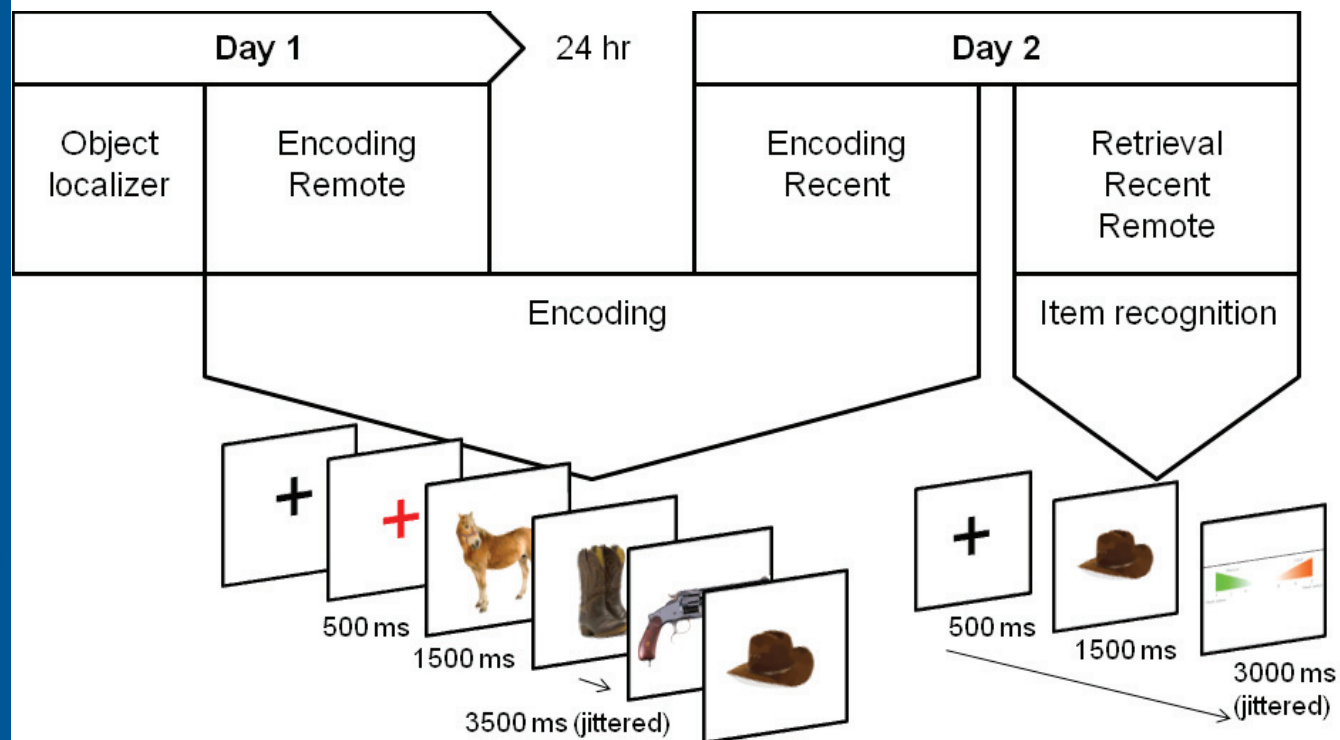 Day 1
24 hr
Day 2
Object
localizer
Encoding
Remote
Encoding
Recent
Retrieval
Recent
Remote
Encoding
Item recognition
500 ms
1500 ms
3500 ms (jittered)
500 ms
1500 ms
3000 ms
(jittered)